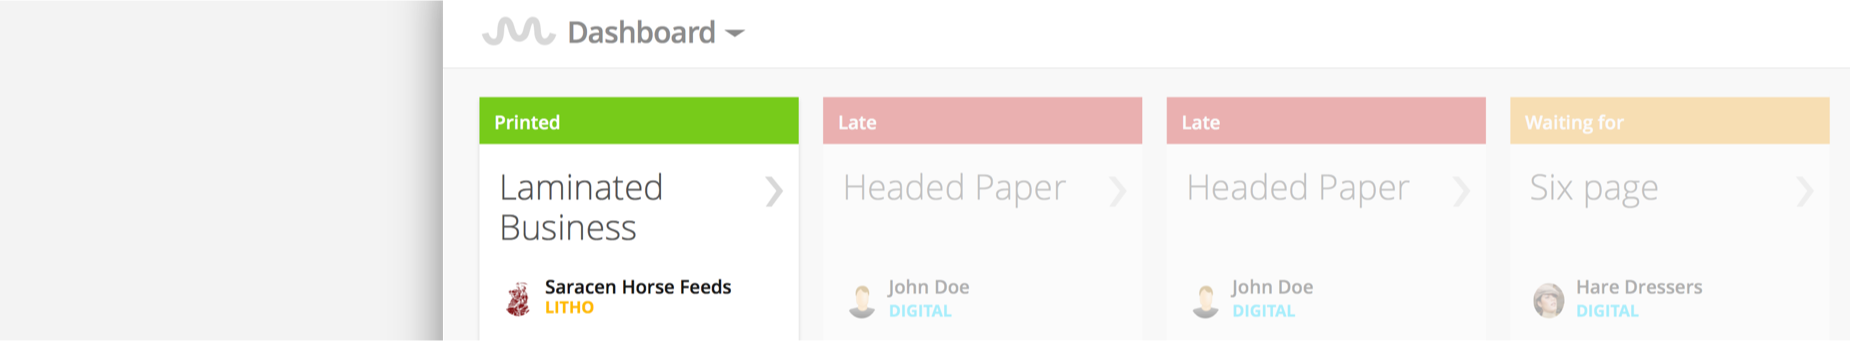 Dashboard
Printed
Laminated
Business
Saracen Horse Feeds
LITHO
Late
Headed Paper
John Doe
DIGITAL
Late
Headed Paper
John Doe
DIGITAL
Waiting for
Six page
Hare Dressers
DIGITAL